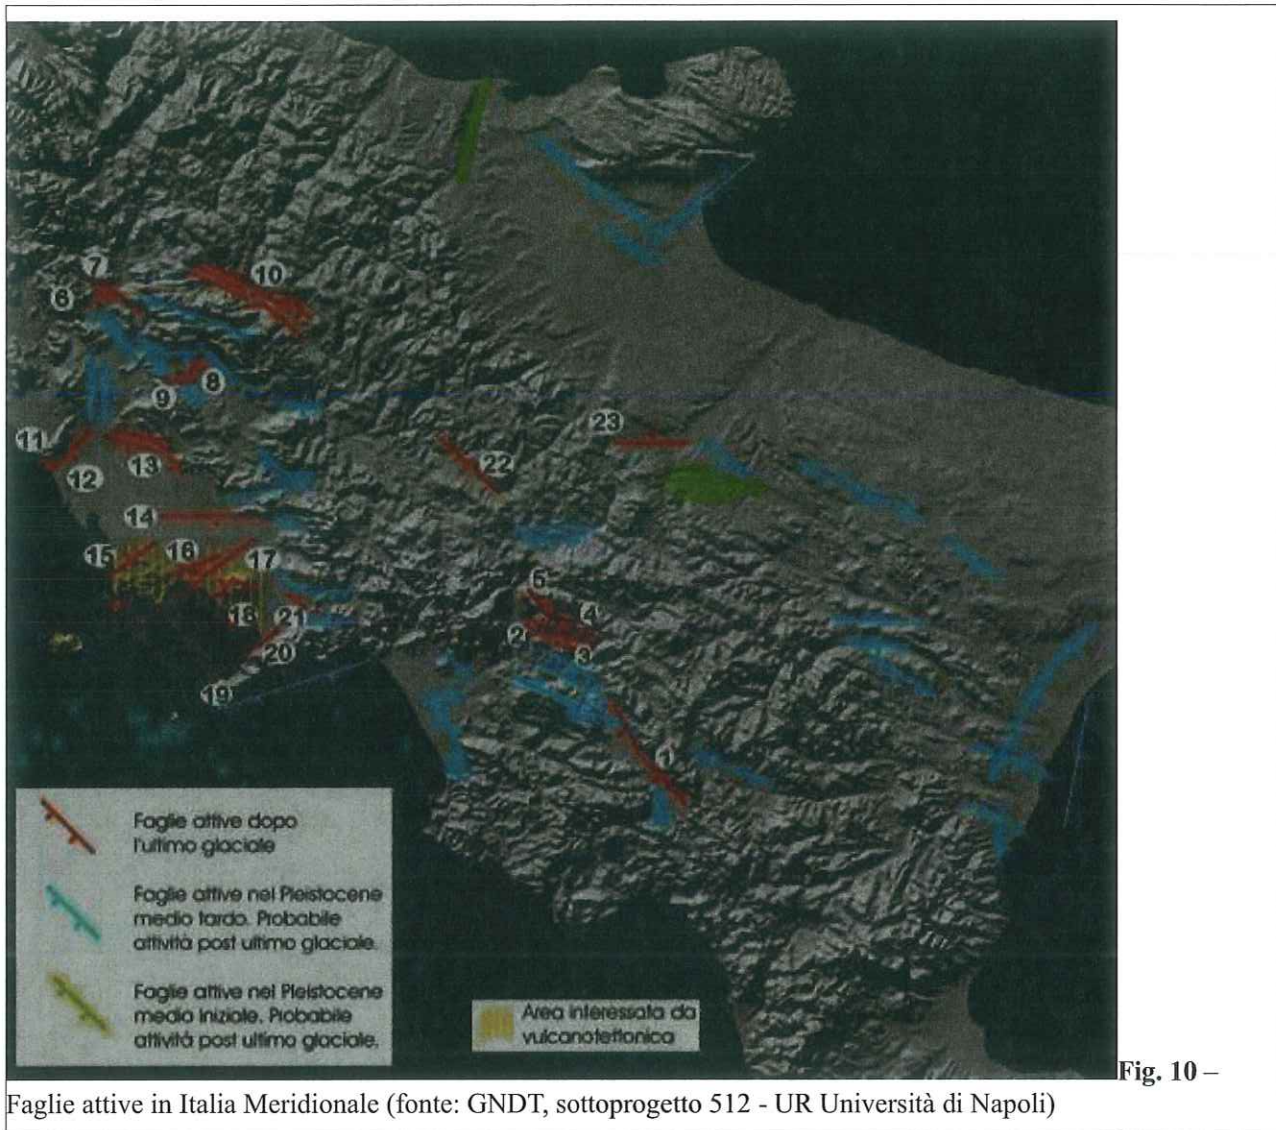 7
10
6
8
9
11
23
12
13
22
14
15
16
17
5
18
21
4
2
20
3
19
1
Faglie attive dopo
l'ultimo glaciale
Faglie attive nel Pleistocene
medio tardo. Probabile
attività post ultimo glaciale.
Faglie attive nel Pleistocene
medio iniziale. Probabile
attività post ultimo glaciale.
Area interessata da
vulcanotettonica
Fig. 10 –
Faglie attive in Italia Meridionale (fonte: GNDT, sottoprogetto 512 - UR Università di Napoli)